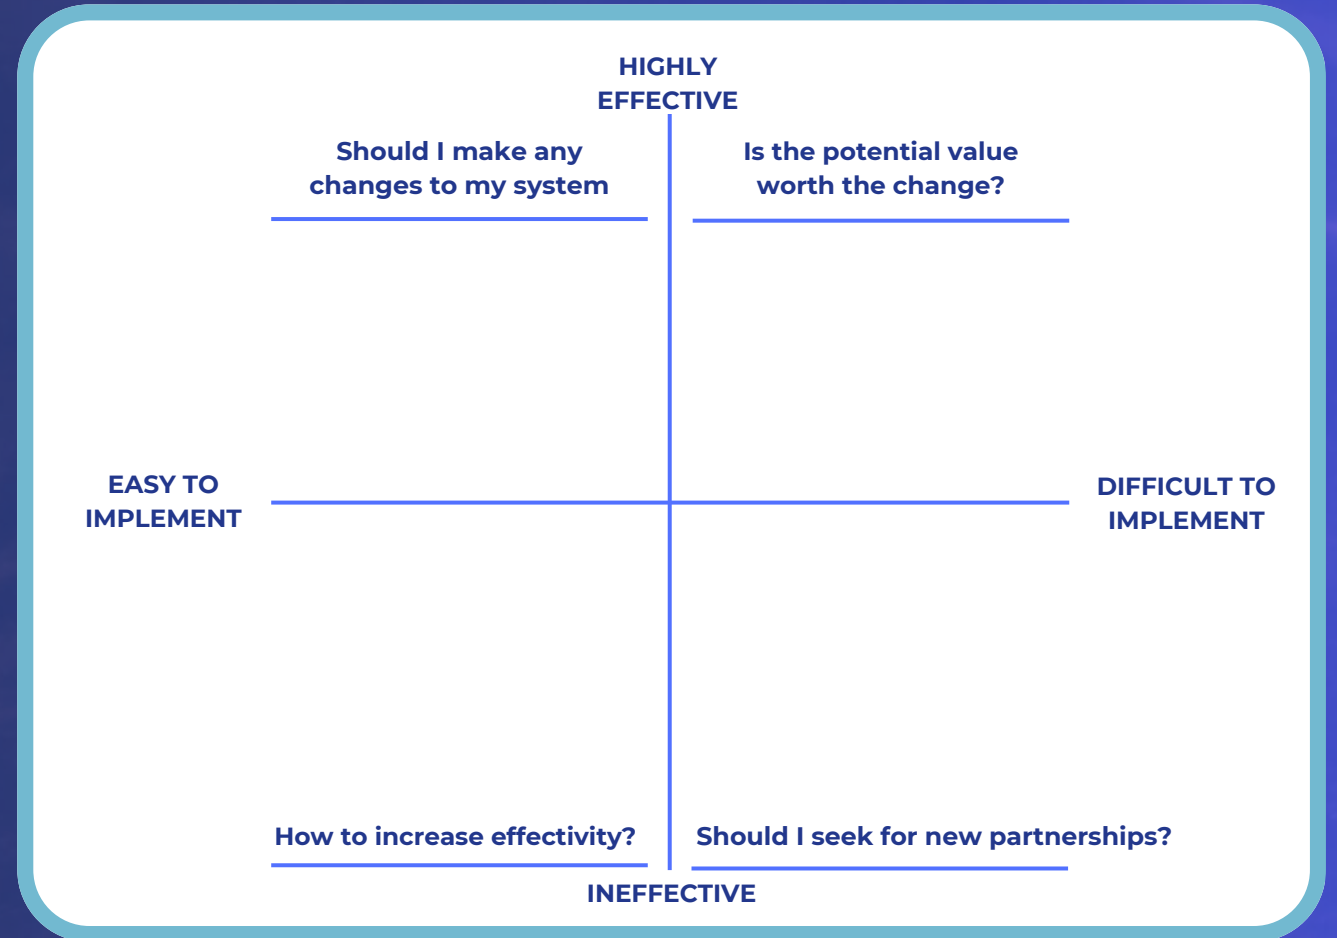 HIGHLY
EFFECTIVE
Should I make any
changes to my system
Is the potential value
worth the change?
EASY TO
IMPLEMENT
DIFFICULT TO
IMPLEMENT
How to increase effectivity?
Should I seek for new partnerships?
INEFFECTIVE